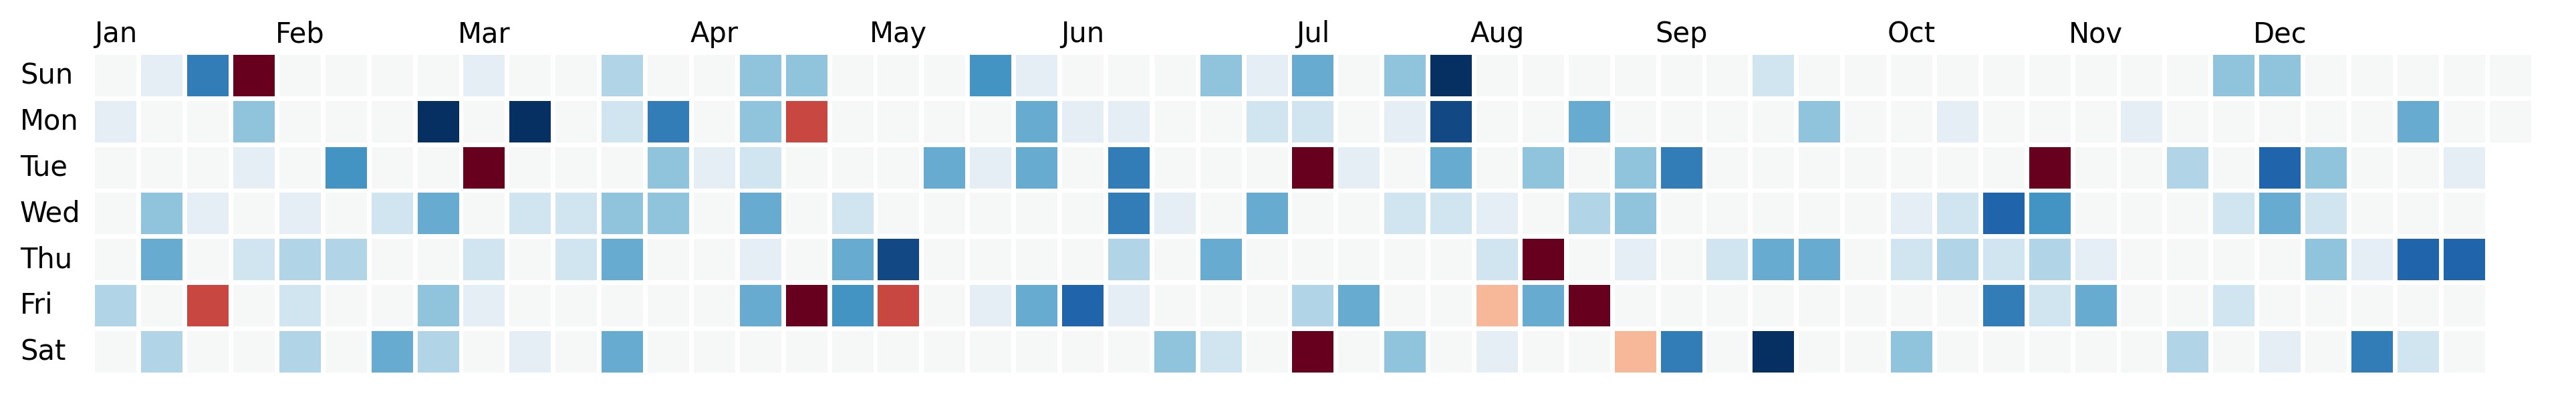 Jan Feb Mar Apr May Jun Jul Aug Sep Oct Nov Dec
Sun
Mon
Tue
Wed
Thu
Fri
Sat